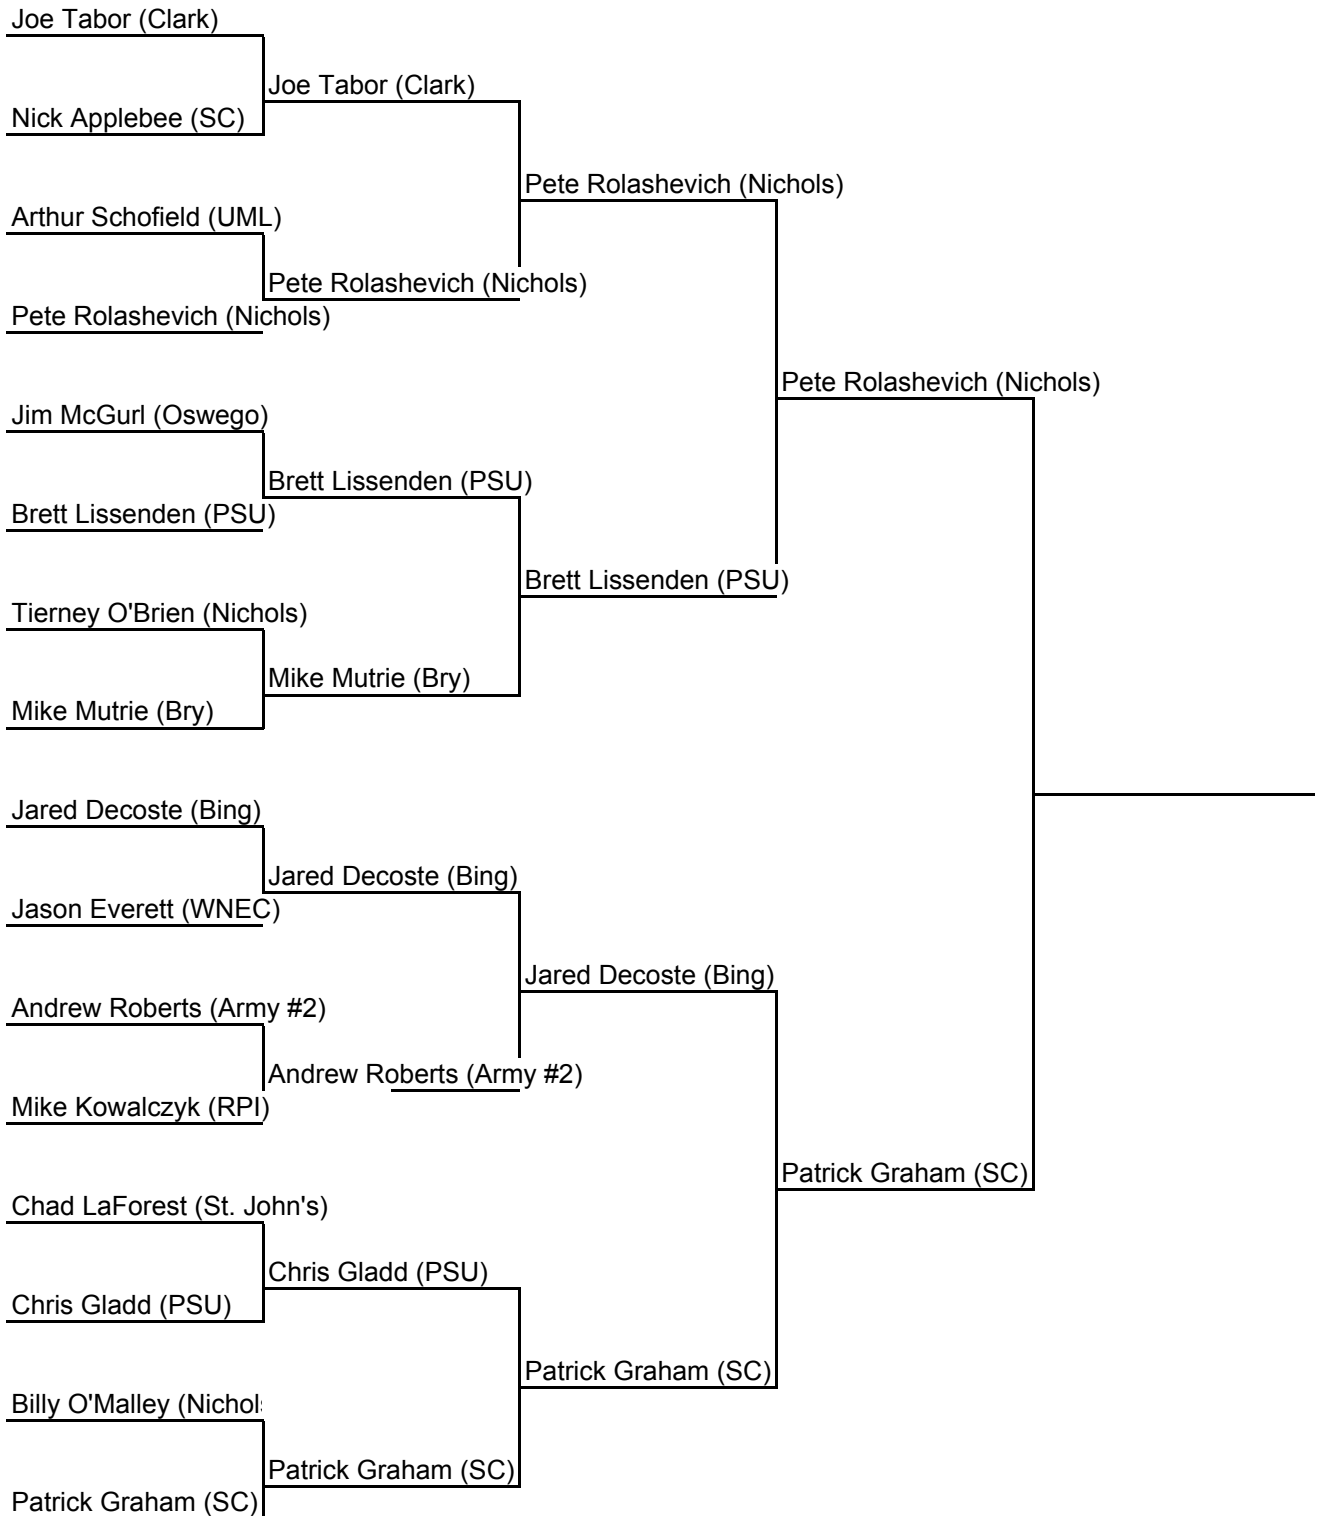 Joe Tabor (Clark)
Joe Tabor (Clark)
Nick Applebee (SC)
Pete Rolashevich (Nichols)
Arthur Schofield (UML)
Pete Rolashevich (Nichols)
Pete Rolashevich (Nichols)
Pete Rolashevich (Nichols)
Jim McGurl (Oswego)
Brett Lissenden (PSU)
Brett Lissenden (PSU)
Brett Lissenden (PSU)
Tierney O'Brien (Nichols)
Mike Mutrie (Bry)
Mike Mutrie (Bry)
Jared Decoste (Bing)
Jared Decoste (Bing)
Jason Everett (WNEC)
Jared Decoste (Bing)
Andrew Roberts (Army #2)
Andrew Roberts (Army #2)
Mike Kowalczyk (RPI)
Patrick Graham (SC)
Chad LaForest (St. John's)
Chris Gladd (PSU)
Chris Gladd (PSU)
Patrick Graham (SC)
Billy O'Malley (Nichol
Patrick Graham (SC)
Patrick Graham (SC)